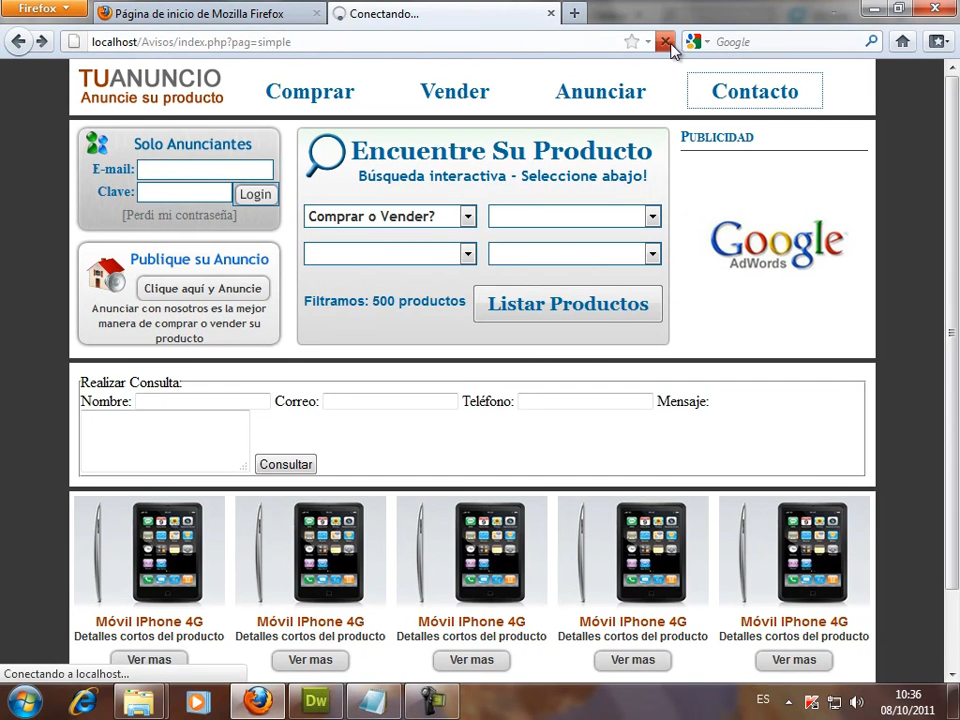 Firefox
Página de inicio de Mozilla Firefox
Conectando...
localhost/Avisos/index.php?pag=simple
Google
TUANUNCIO
Anuncie su producto
Comprar
Vender
Anunciar
Contacto
Solo Anunciantes
E-mail:
Clave:
Login
[Perdi mi contraseña]
Publique su Anuncio
Clique aquí y Anuncie
Anunciar con nosotros es la mejor
manera de comprar o vender su
producto
Encuentre Su Producto
Búsqueda interactiva - Seleccione abajo!
Comprar o Vender?
Filtramos: 500 productos
Listar Productos
PUBLICIDAD
Google
AdWords
Realizar Consulta:
Nombre: Correo: Teléfono: Mensaje:
Consultar
Móvil IPhone 4G Móvil IPhone 4G Móvil IPhone 4G Móvil IPhone 4G Móvil IPhone 4G
Detalles cortos del producto Detalles cortos del producto Detalles cortos del producto Detalles cortos del producto Detalles cortos del producto
Ver mas Ver mas Ver mas Ver mas Ver mas
Conectando a localhost...
Dw
ES
10:36
08/10/2011